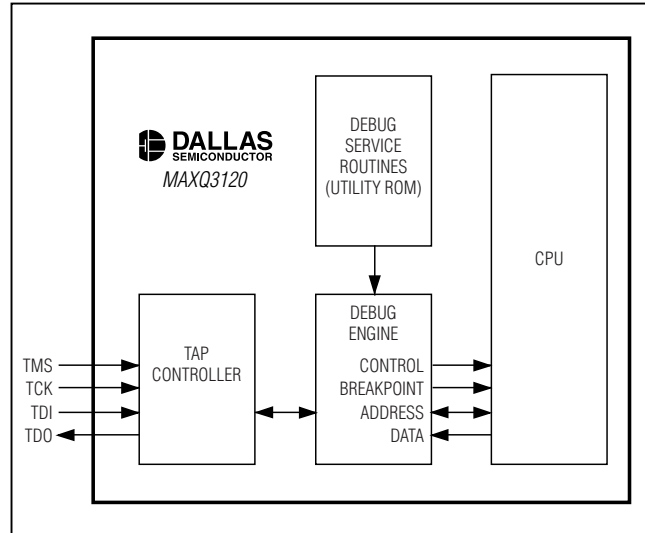 DALLAS
SEMICONDUCTOR
MAXQ3120
DEBUG
SERVICE
ROUTINES
(UTILITY ROM)
CPU
TAP
CONTROLLER
DEBUG
ENGINE
CONTROL
BREAKPOINT
ADDRESS
DATA
TMS
TCK
TDI
TDO